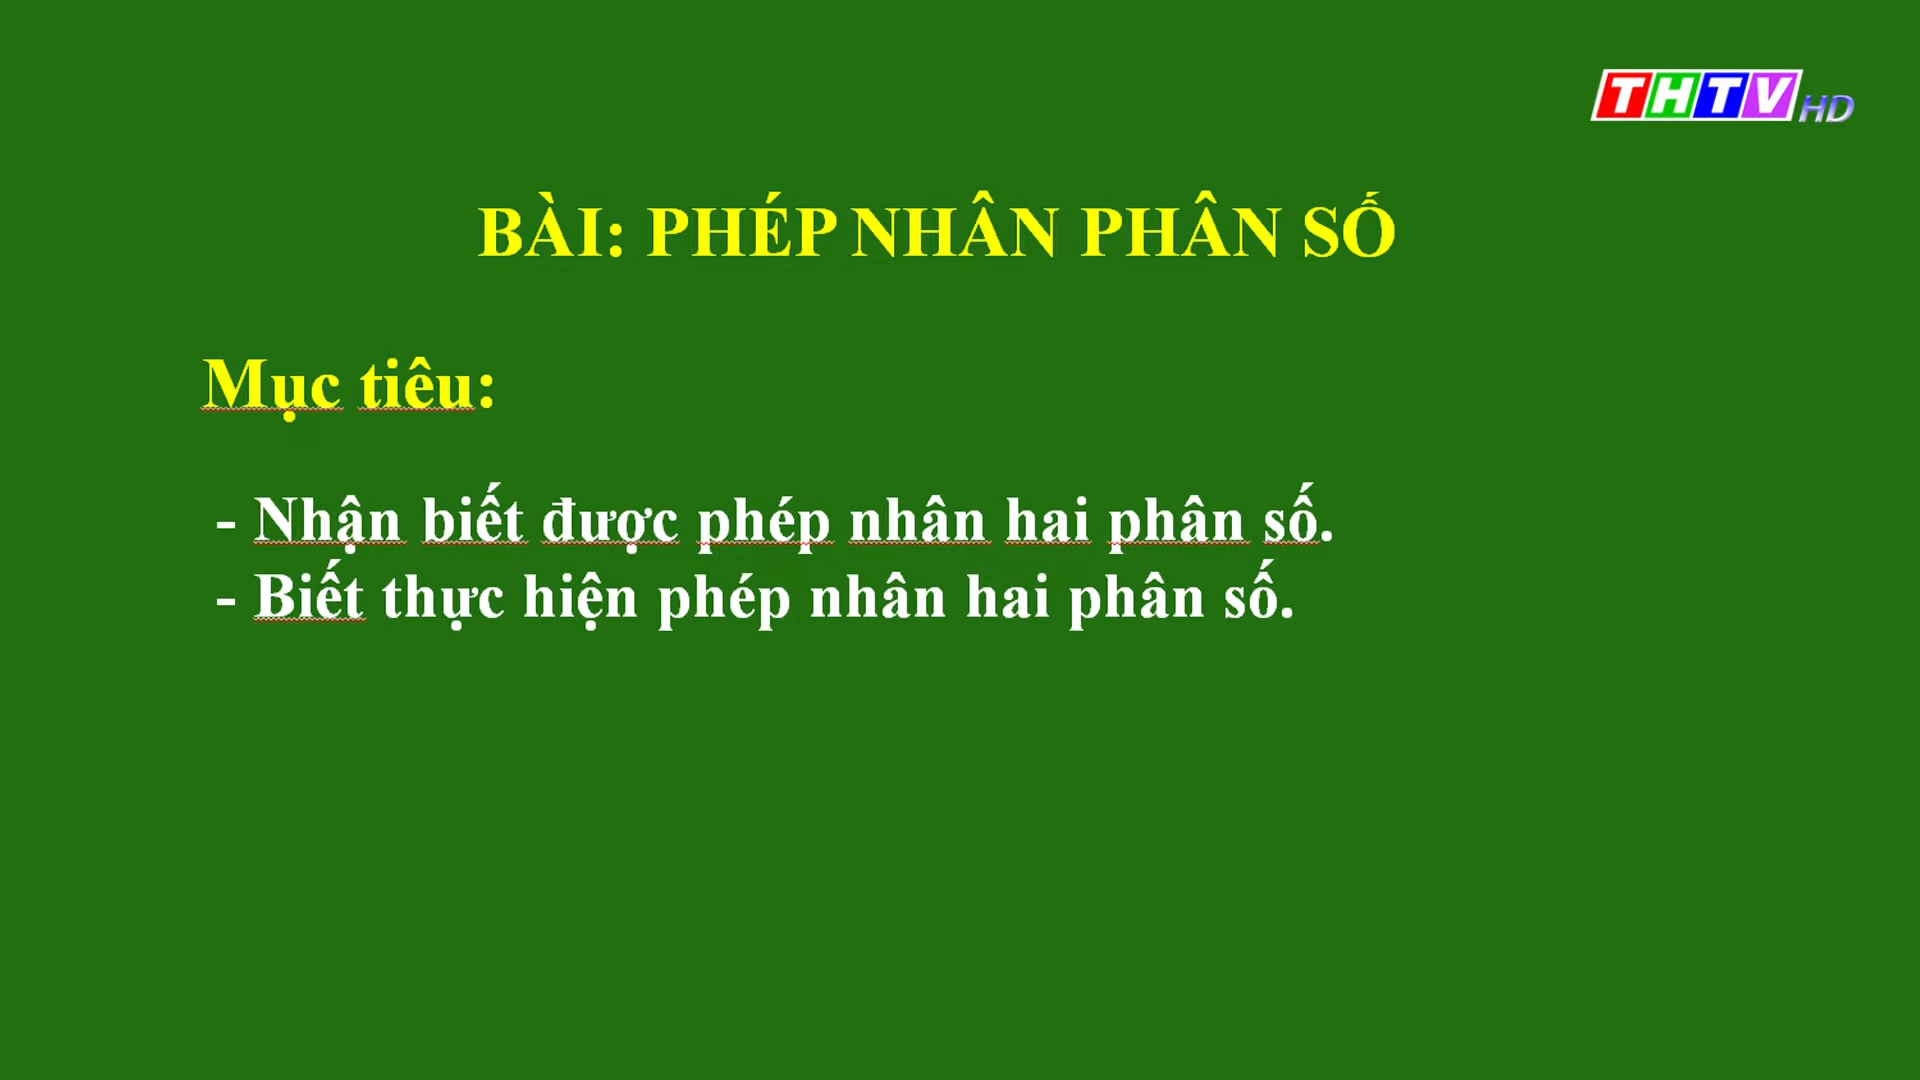 THTV HD
BÀI: PHÉP NHÂN PHÂN SỐ
Mục tiêu:
- Nhận biết được phép nhân hai phân số.
- Biết thực hiện phép nhân hai phân số.